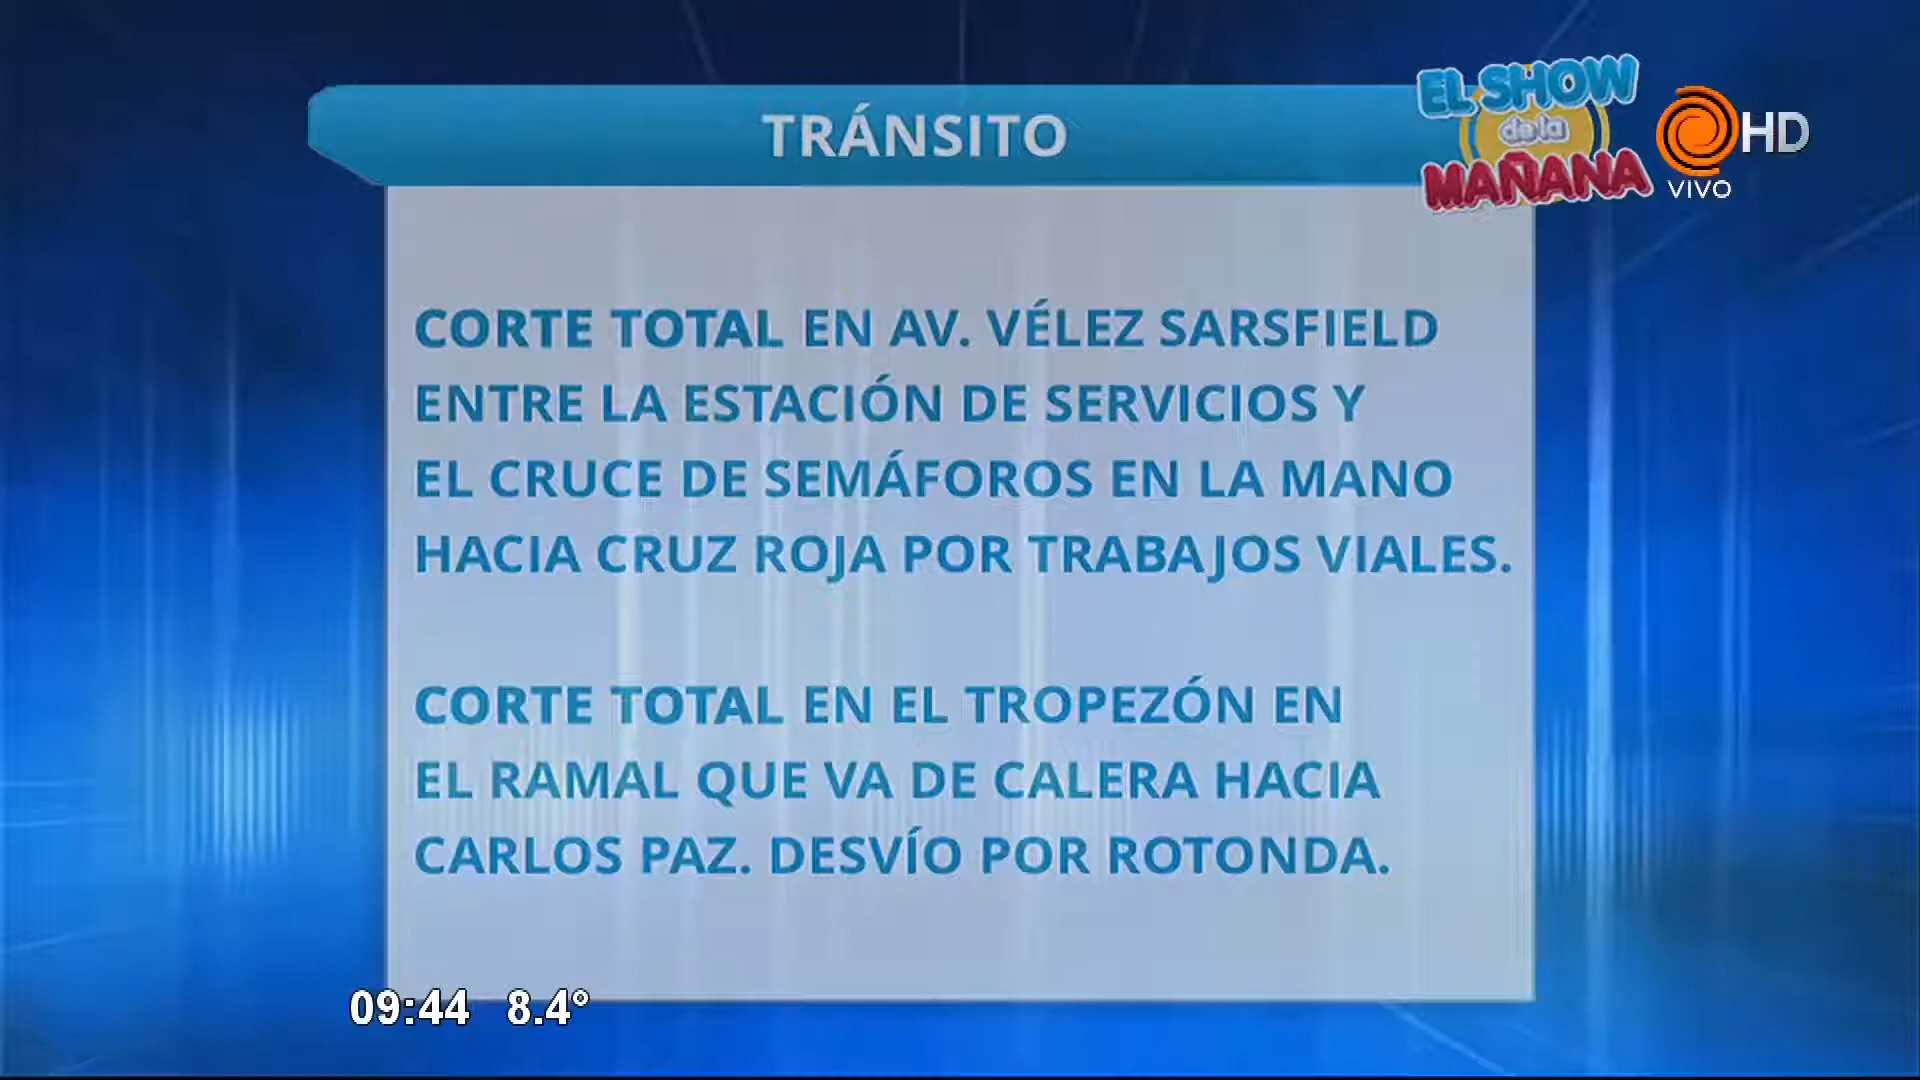 TRÁNSITO
EL SHOW
de la
MAÑANA
HD
VIVO
CORTE TOTAL EN AV. VÉLEZ SARSFIELD
ENTRE LA ESTACIÓN DE SERVICIOS Y
EL CRUCE DE SEMÁFOROS EN LA MANO
HACIA CRUZ ROJA POR TRABAJOS VIALES.
CORTE TOTAL EN EL TROPEZÓN EN
EL RAMAL QUE VA DE CALERA HACIA
CARLOS PAZ. DESVÍO POR ROTONDA.
09:44 8.4°